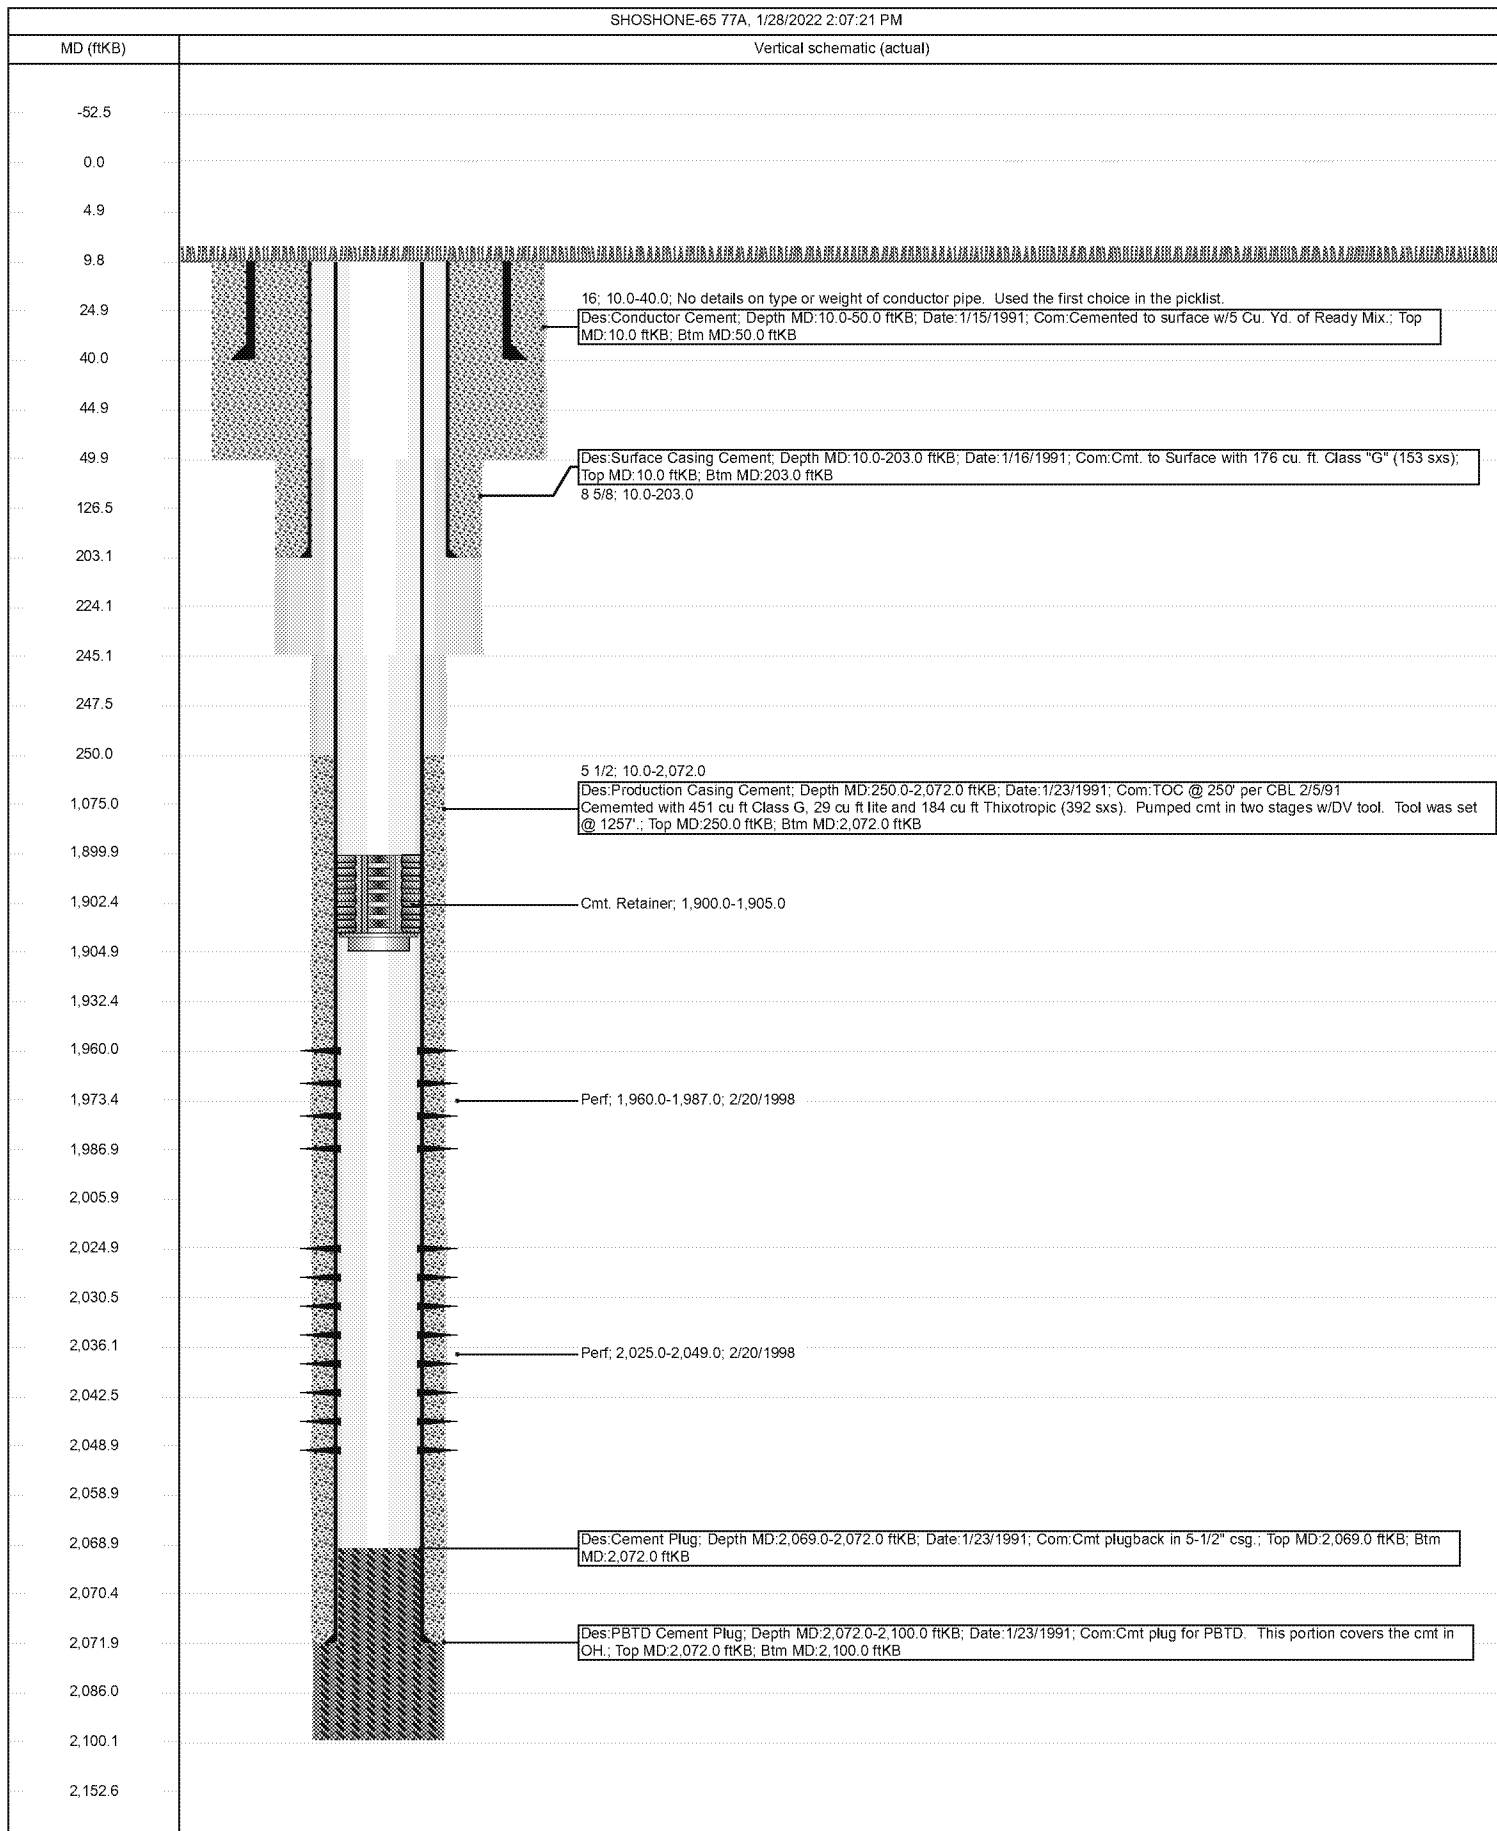 SHOSHONE-65 77A, 1/28/2022 2:07:21 PM
MD (ftKB)
Vertical schematic (actual)
-52.5
0.0
4.9
9.8
16; 10.0-40.0; No details on type or weight of conductor pipe. Used the first choice in the picklist.
24.9
Des:Conductor Cement; Depth MD:10.0-50.0 ftKB; Date:1/15/1991; Com:Cemented to surface w/5 Cu. Yd. of Ready Mix.; Top
MD:10.0 ftKB; Btm MD:50.0 ftKB
40.0
44.9
49.9
Des:Surface Casing Cement; Depth MD:10.0-203.0 ftKB; Date:1/16/1991; Com:Cmt. to Surface with 176 cu. ft. Class "G" (153 sxs);
Top MD:10.0 ftKB; Btm MD:203.0 ftKB
8 5/8; 10.0-203.0
126.5
203.1
224.1
245.1
247.5
250.0
5 1/2; 10.0-2,072.0
Des:Production Casing Cement; Depth MD:250.0-2,072.0 ftKB; Date:1/23/1991; Com:TOC @ 250' per CBL 2/5/91
1,075.0
Cememted with 451 cu ft Class G, 29 cu ft lite and 184 cu ft Thixotropic (392 sxs). Pumped cmt in two stages w/DV tool. Tool was set
@ 1257'.; Top MD:250.0 ftKB; Btm MD:2,072.0 ftKB
1,899.9
1,902.4
Cmt. Retainer; 1,900.0-1,905.0
1,904.9
1,932.4
1,960.0
1,973.4
Perf; 1,960.0-1,987.0; 2/20/1998
1,986.9
2,005.9
2,024.9
2,030.5
2,036.1
Perf; 2,025.0-2,049.0; 2/20/1998
2,042.5
2,048.9
2,058.9
2,068.9
Des:Cement Plug; Depth MD:2,069.0-2,072.0 ftKB; Date:1/23/1991; Com:Cmt plugback in 5-1/2" csg.; Top MD:2,069.0 ftKB; Btm
MD:2,072.0 ftKB
2,070.4
2,071.9
Des:PBTD Cement Plug; Depth MD:2,072.0-2,100.0 ftKB; Date:1/23/1991; Com:Cmt plug for PBTD. This portion covers the cmt in
OH.; Top MD:2,072.0 ftKB; Btm MD:2,100.0 ftKB
2,086.0
2,100.1
2,152.6